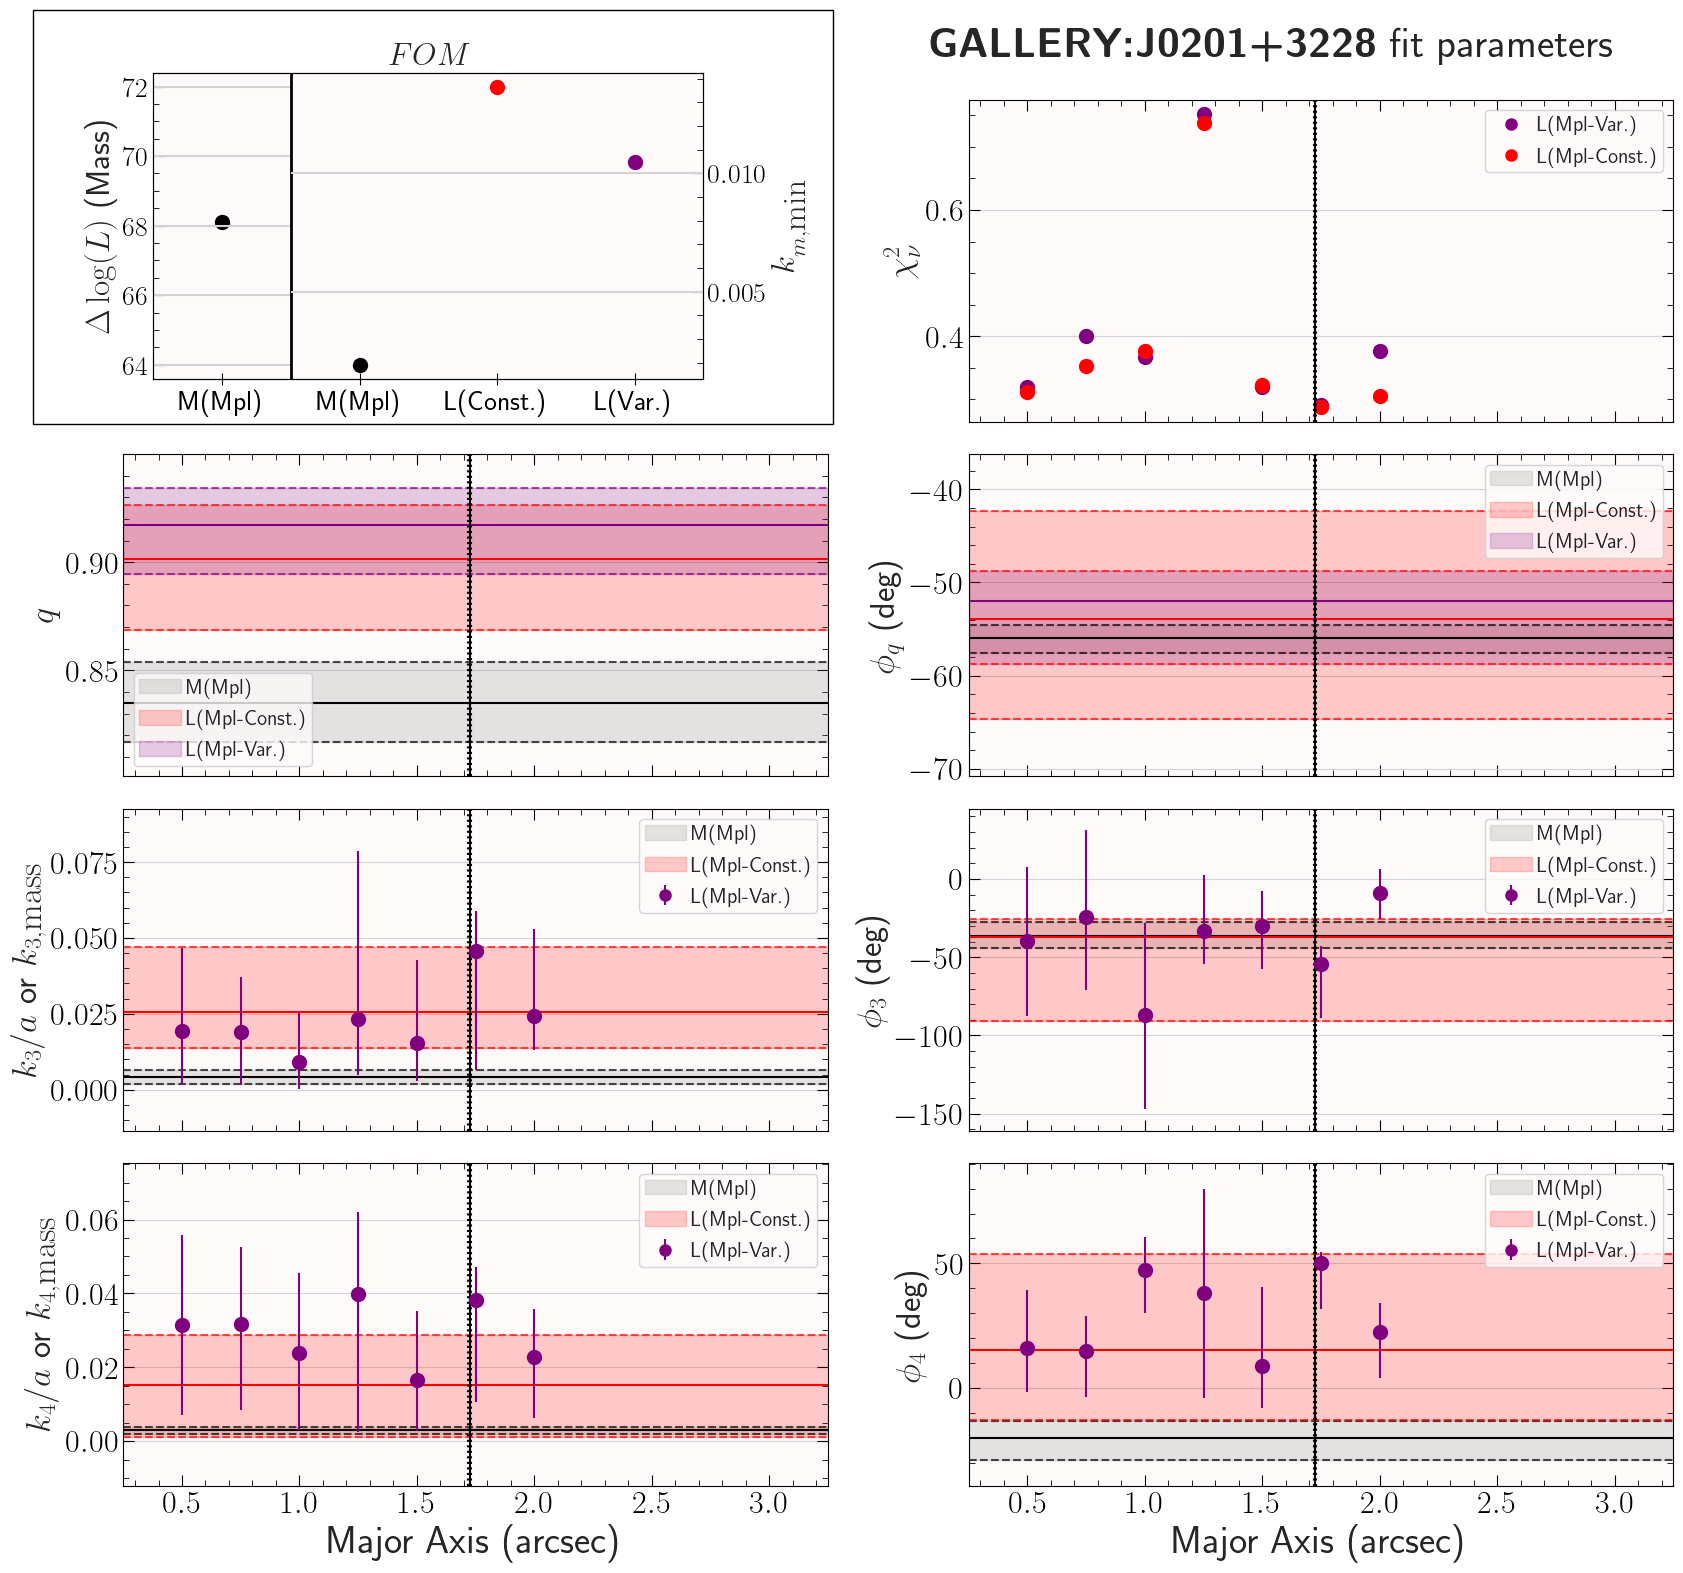 FOM
GALLERY:J0201+3228 fit parameters
Δ log(L) (Mass)
72
70
68
66
64
0.010
0.005
k_m,min
M(Mpl) M(Mpl) L(Const.) L(Var.)
χ²_ν
0.6
0.4
L(Mpl-Var.)
L(Mpl-Const.)
q
0.90
0.85
M(Mpl)
L(Mpl-Const.)
L(Mpl-Var.)
ϕ_q (deg)
−40
−50
−60
−70
M(Mpl)
L(Mpl-Const.)
L(Mpl-Var.)
k₃/a or k₃,mass
0.075
0.050
0.025
0.000
M(Mpl)
L(Mpl-Const.)
L(Mpl-Var.)
ϕ₃ (deg)
0
−50
−100
−150
M(Mpl)
L(Mpl-Const.)
L(Mpl-Var.)
k₄/a or k₄,mass
0.06
0.04
0.02
0.00
M(Mpl)
L(Mpl-Const.)
L(Mpl-Var.)
0.5 1.0 1.5 2.0 2.5 3.0
Major Axis (arcsec)
ϕ₄ (deg)
50
0
M(Mpl)
L(Mpl-Const.)
L(Mpl-Var.)
0.5 1.0 1.5 2.0 2.5 3.0
Major Axis (arcsec)